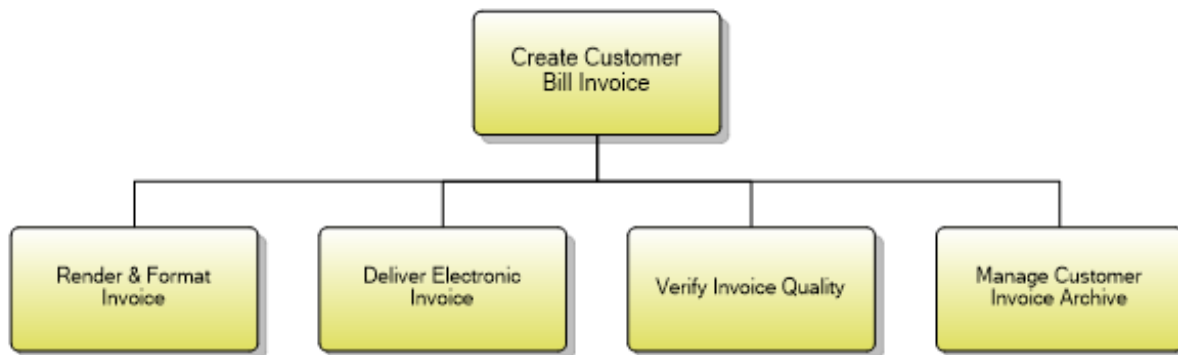 Create Customer
Bill Invoice
Render & Format
Invoice
Deliver Electronic
Invoice
Verify Invoice Quality
Manage Customer
Invoice Archive